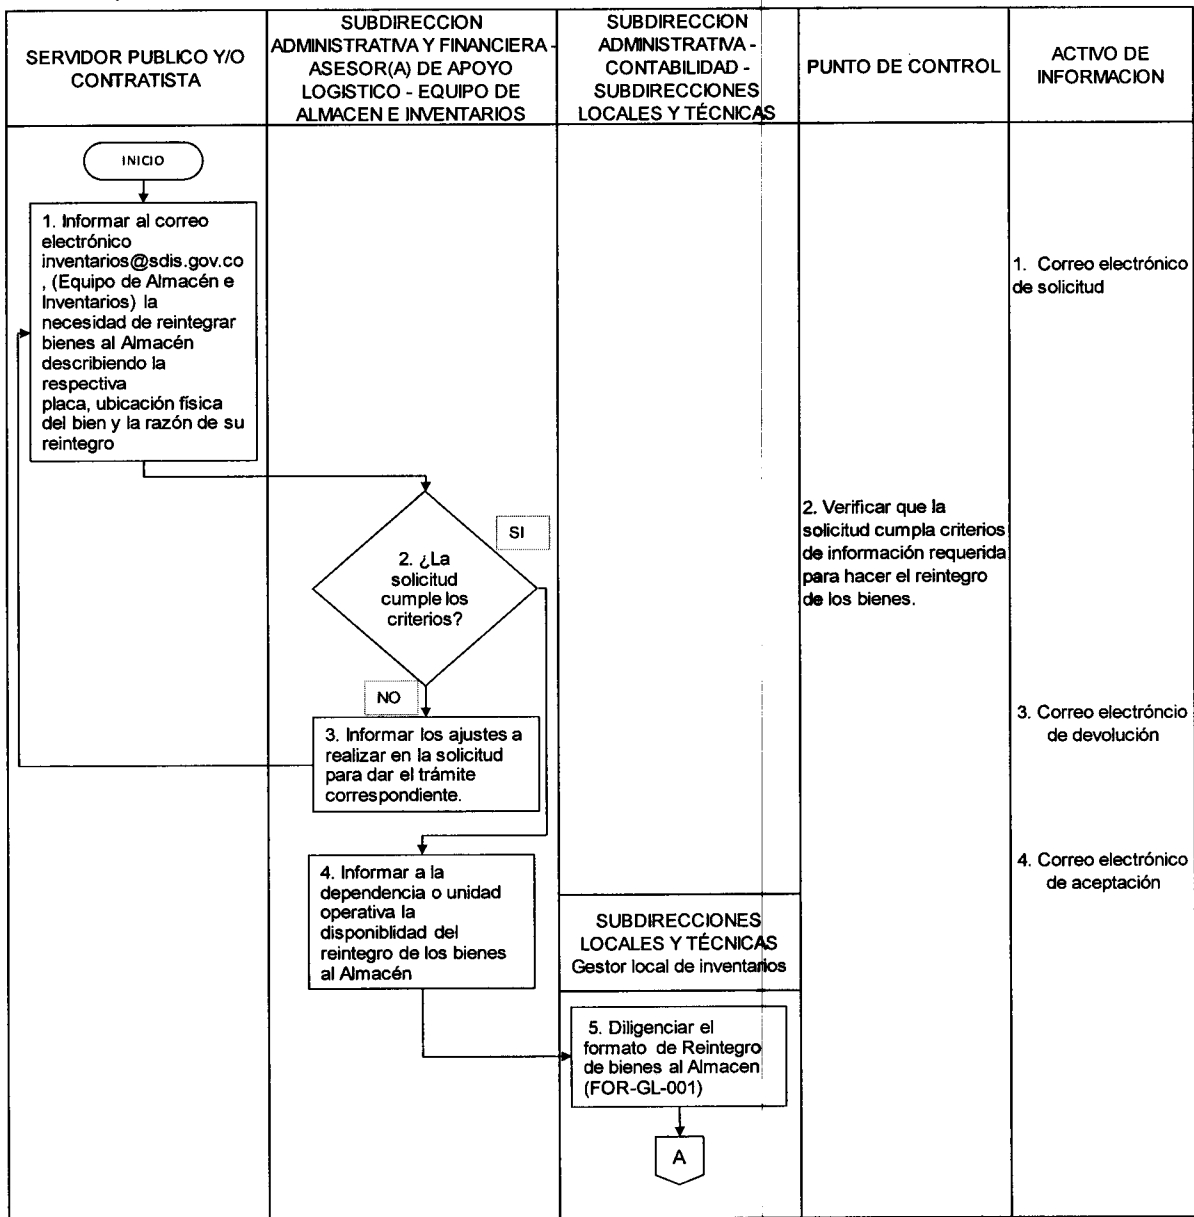 SERVIDOR PUBLICO Y/O
CONTRATISTA
SUBDIRECCION
ADMINISTRATIVA Y FINANCIERA -
ASESOR(A) DE APOYO
LOGISTICO - EQUIPO DE
ALMACEN E INVENTARIOS
SUBDIRECCION
ADMINISTRATIVA -
CONTABILIDAD -
SUBDIRECCIONES
LOCALES Y TÉCNICAS
PUNTO DE CONTROL
ACTIVO DE
INFORMACION
INICIO
1. Informar al correo
electrónico
inventarios@sdis.gov.co
, (Equipo de Almacén e
Inventarios) la
necesidad de reintegrar
bienes al Almacén
describiendo la
respectiva
placa, ubicación física
del bien y la razón de su
reintegro
1. Correo electrónico
de solicitud
2. ¿La
solicitud
cumple los
criterios?
SI
NO
2. Verificar que la
solicitud cumpla criterios
de información requerida
para hacer el reintegro
de los bienes.
3. Informar los ajustes a
realizar en la solicitud
para dar el trámite
correspondiente.
3. Correo electróncio
de devolución
4. Informar a la
dependencia o unidad
operativa la
disponiblidad del
reintegro de los bienes
al Almacén
4. Correo electrónico
de aceptación
SUBDIRECCIONES
LOCALES Y TÉCNICAS
Gestor local de inventarios
5. Diligenciar el
formato de Reintegro
de bienes al Almacen
(FOR-GL-001)
A